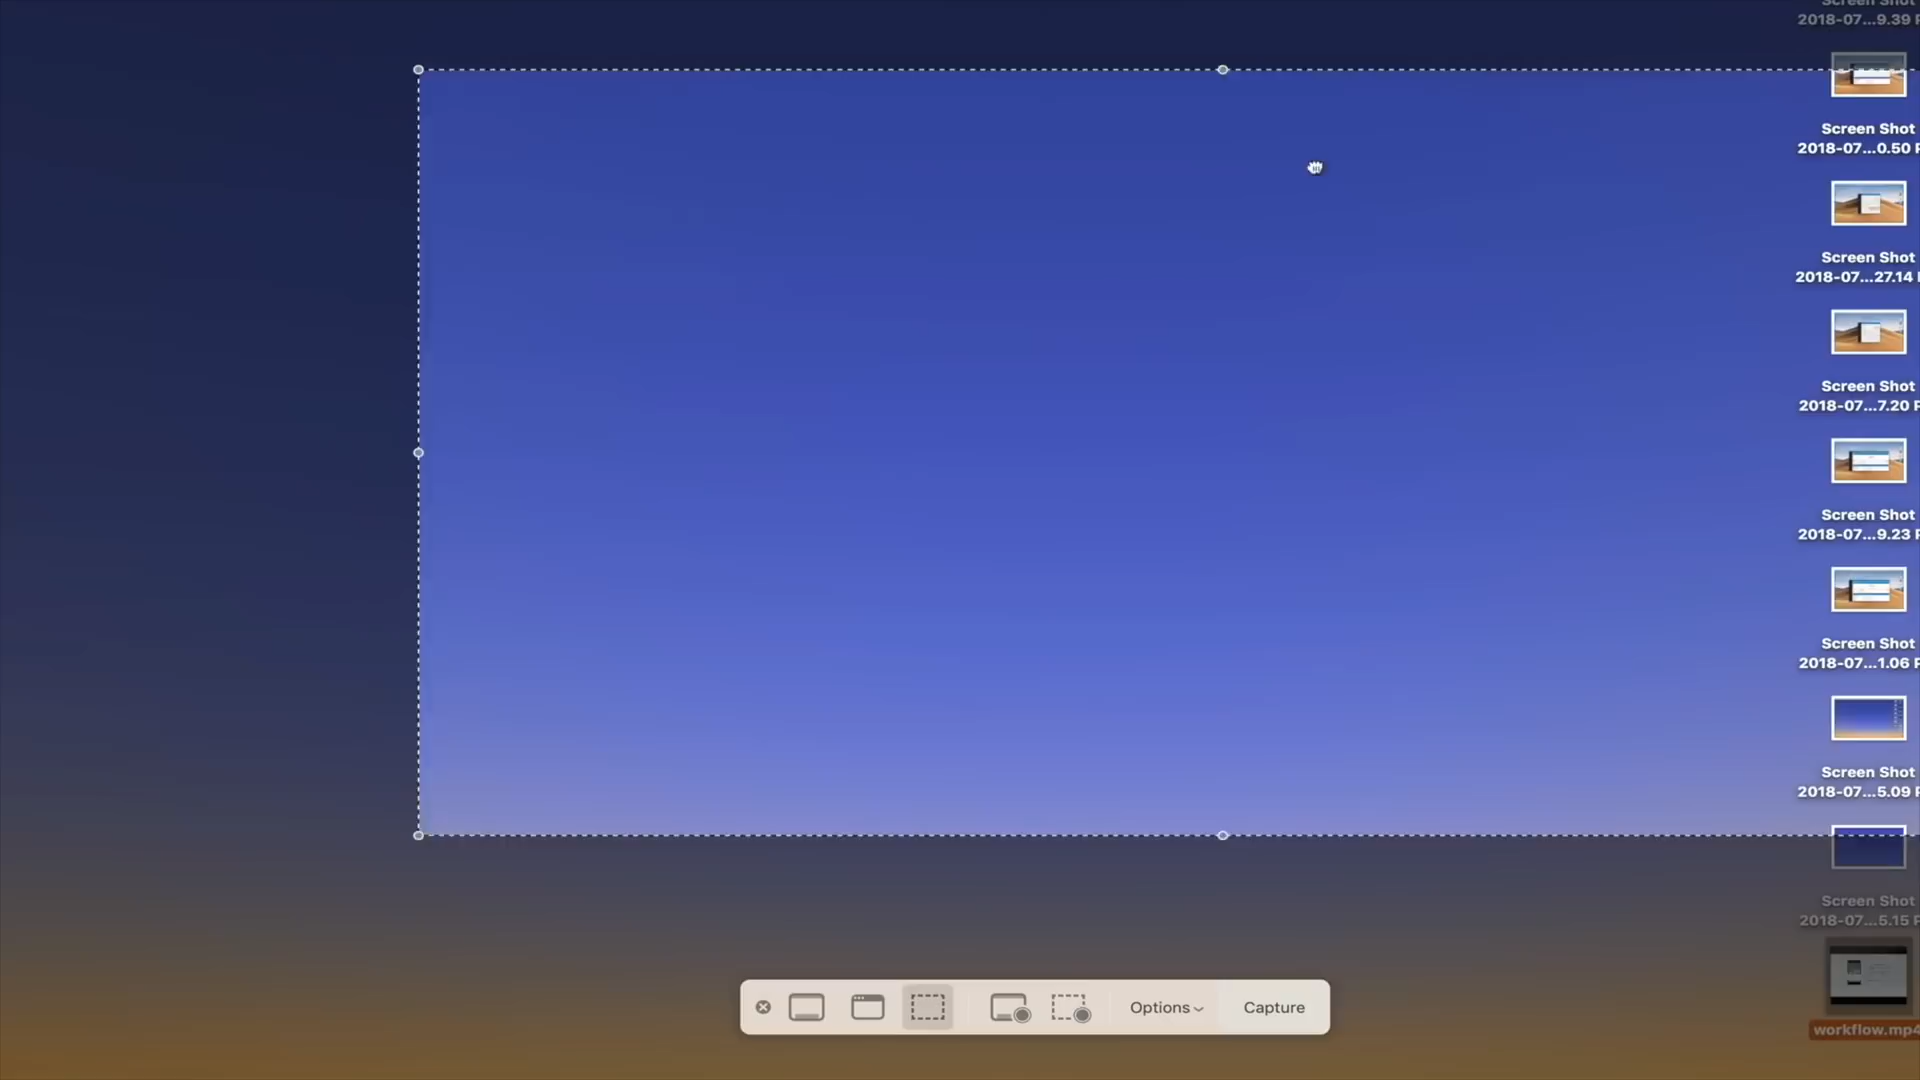 Screen Shot
2018-07...9.39 P
Screen Shot
2018-07...0.50 P
Screen Shot
2018-07...27.14
Screen Shot
2018-07...7.20 P
Screen Shot
2018-07...9.23 P
Screen Shot
2018-07...1.06 P
Screen Shot
2018-07...5.09 P
Screen Shot
2018-07...5.15 P
workflow.mp4
Options
Capture